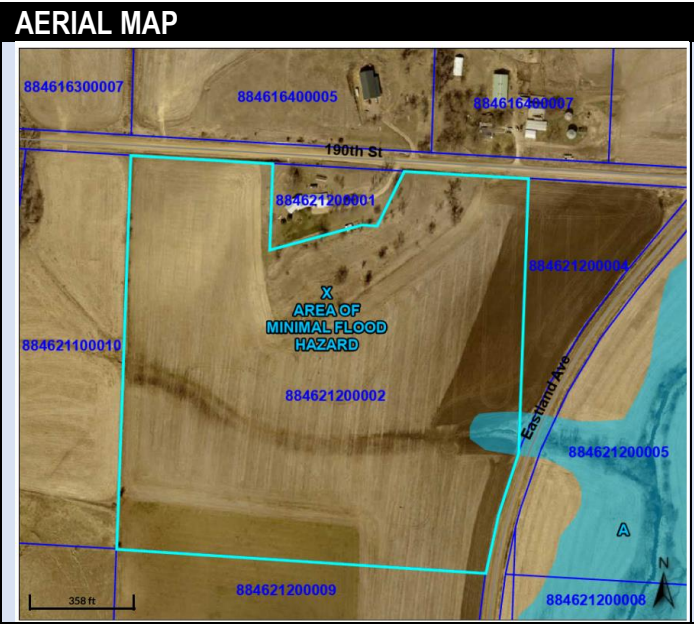 AERIAL MAP
884616300007
884616400005
884616400007
190th St
884621200001
884621200004
X
AREA OF
MINIMAL FLOOD
HAZARD
884621100010
884621200002
Eastland Ave
884621200005
A
N
884621200009
884621200008
358 ft